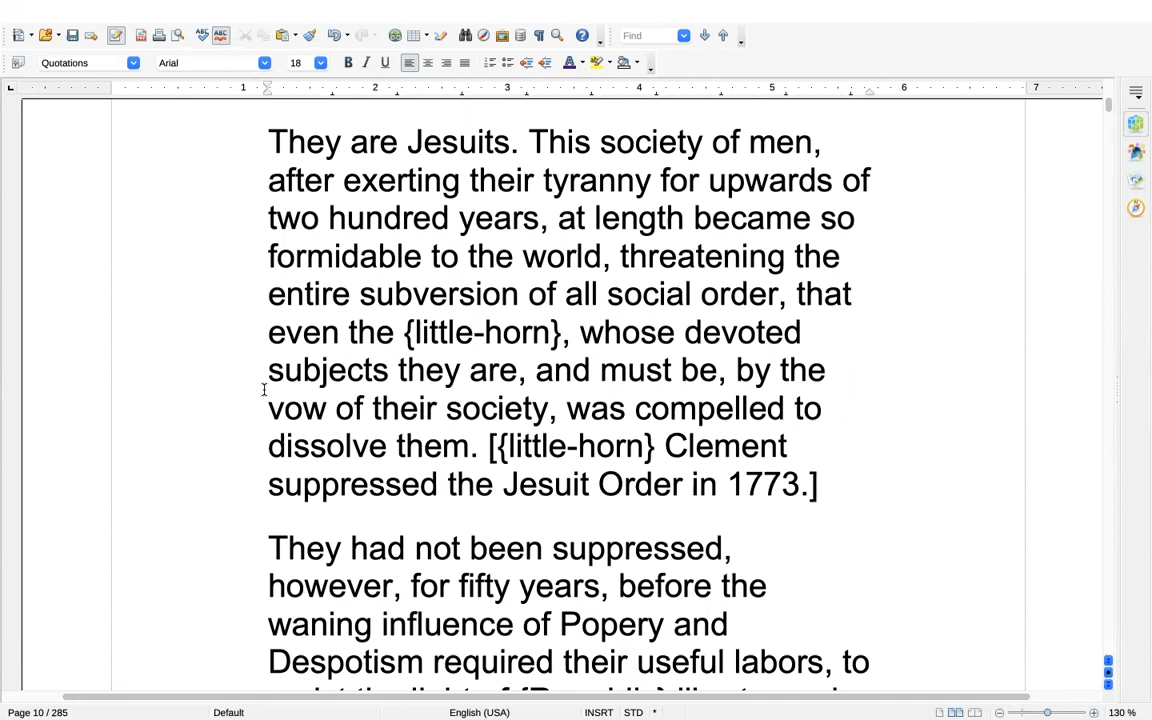 Find
Quotations Arial 18
1 2 3 4 5 6 7
They are Jesuits. This society of men,
after exerting their tyranny for upwards of
two hundred years, at length became so
formidable to the world, threatening the
entire subversion of all social order, that
even the {little-horn}, whose devoted
subjects they are, and must be, by the
vow of their society, was compelled to
dissolve them. [{little-horn} Clement
suppressed the Jesuit Order in 1773.]
They had not been suppressed,
however, for fifty years, before the
waning influence of Popery and
Despotism required their useful labors, to
Page 10 / 285 Default English (USA) INSRT STD * 130 %